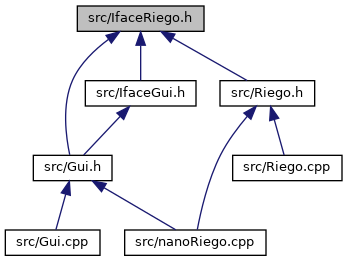 src/IfaceRiego.h
src/IfaceGui.h
src/Riego.h
src/Gui.h
src/Riego.cpp
src/Gui.cpp
src/nanoRiego.cpp